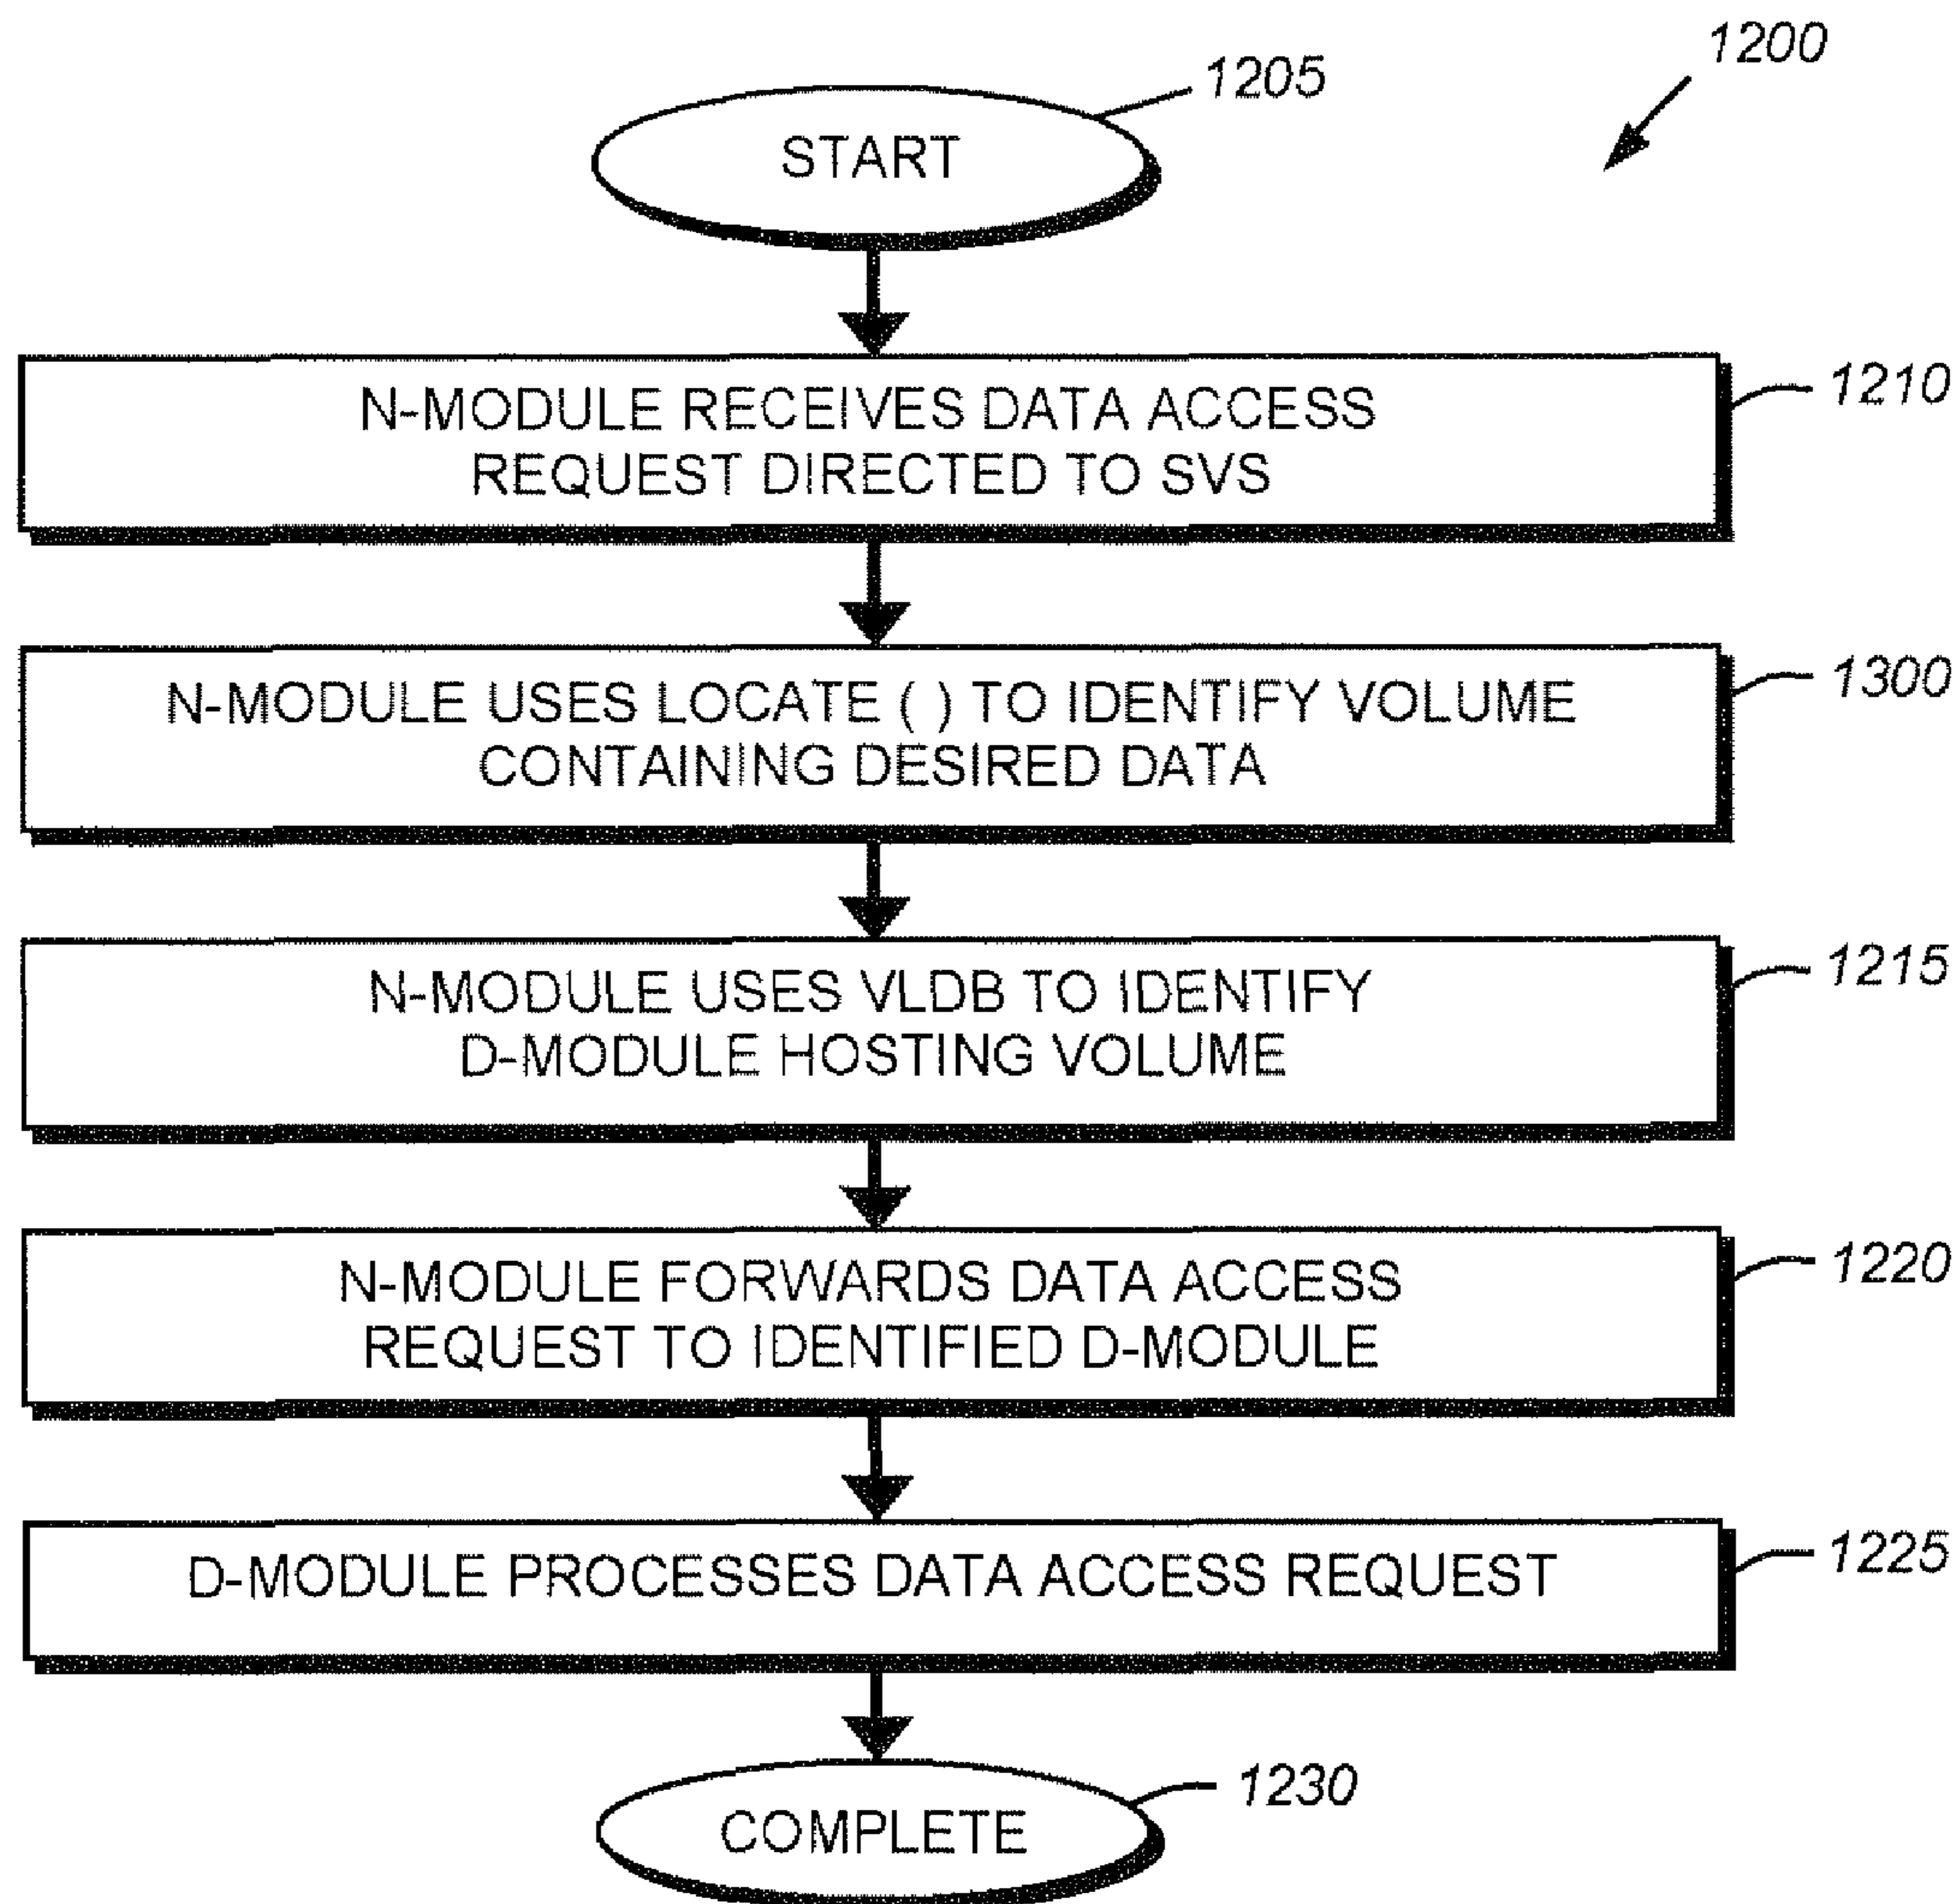 1200
START
1205
N-MODULE RECEIVES DATA ACCESS
REQUEST DIRECTED TO SVS
1210
N-MODULE USES LOCATE ( ) TO IDENTIFY VOLUME
CONTAINING DESIRED DATA
1300
N-MODULE USES VLDB TO IDENTIFY
D-MODULE HOSTING VOLUME
1215
N-MODULE FORWARDS DATA ACCESS
REQUEST TO IDENTIFIED D-MODULE
1220
D-MODULE PROCESSES DATA ACCESS REQUEST
1225
COMPLETE
1230